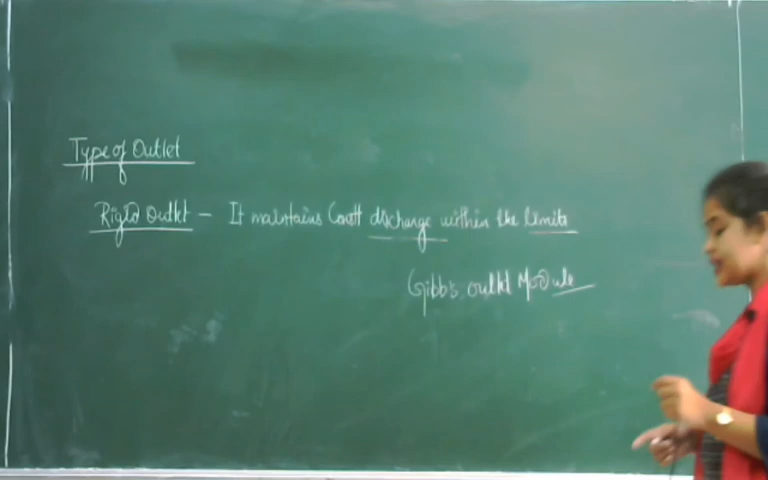 Type of Outlet
Rigid Outlet - It maintains Constt discharge within the limits
Gibb's outlet Module